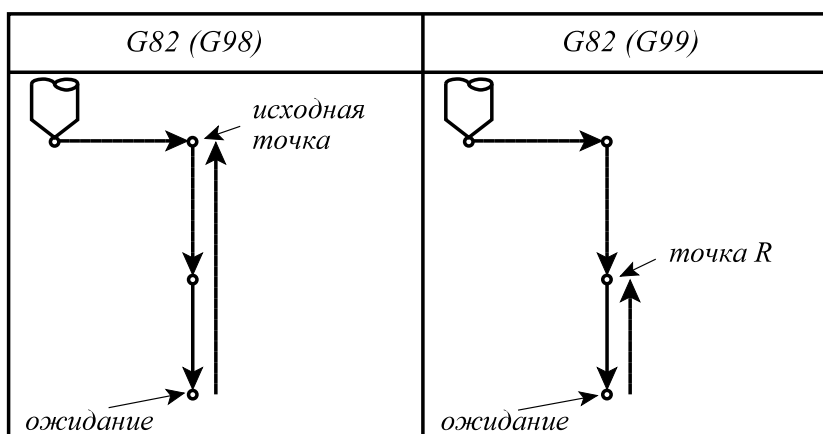 G82 (G98)
G82 (G99)
исходная
точка
точка R
ожидание
ожидание